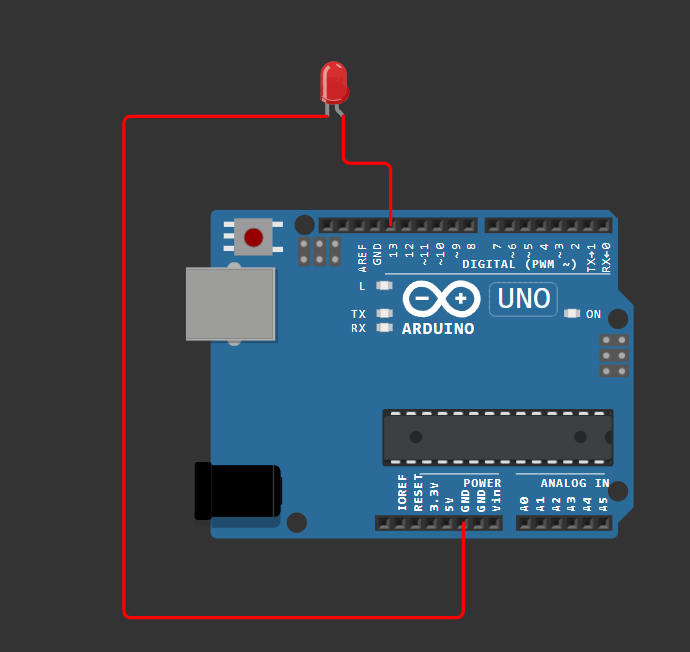 AREF
GND
13
12
~11
~10
~9
8
7
~6
~5
4
~3
2
TX→1
RX←0
DIGITAL (PWM ~)
L
TX
RX
UNO
ARDUINO
ON
POWER
ANALOG IN
IOREF
RESET
3.3V
5V
GND
GND
Vin
A0
A1
A2
A3
A4
A5